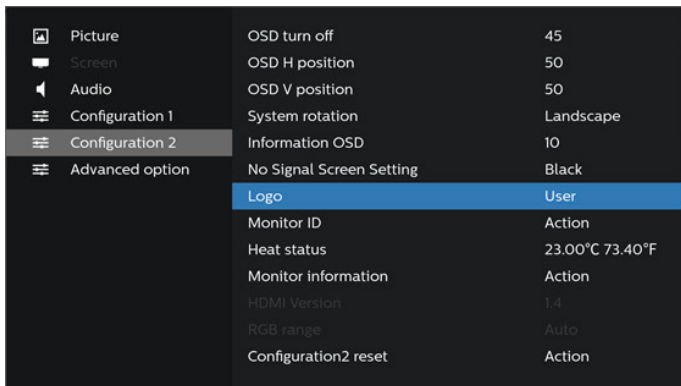 Picture
Screen
Audio
Configuration 1
Configuration 2
Advanced option
OSD turn off 45
OSD H position 50
OSD V position 50
System rotation Landscape
Information OSD 10
No Signal Screen Setting Black
Logo User
Monitor ID Action
Heat status 23.00°C 73.40°F
Monitor information Action
HDMI Version 1.4
RGB range Auto
Configuration2 reset Action